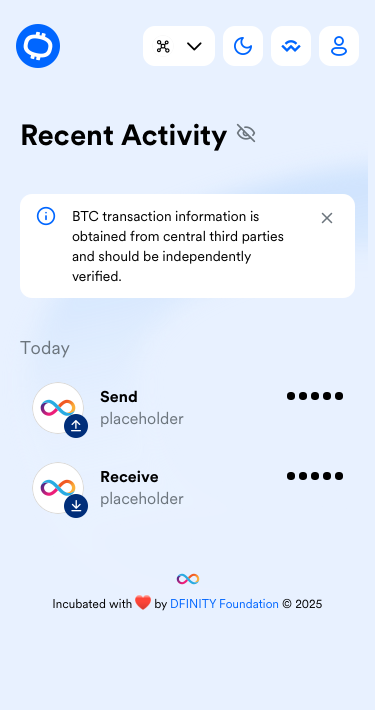 Recent Activity
BTC transaction information is
obtained from central third parties
and should be independently
verified.
Today
Send
placeholder
Receive
placeholder
Incubated with ❤️ by DFINITY Foundation © 2025